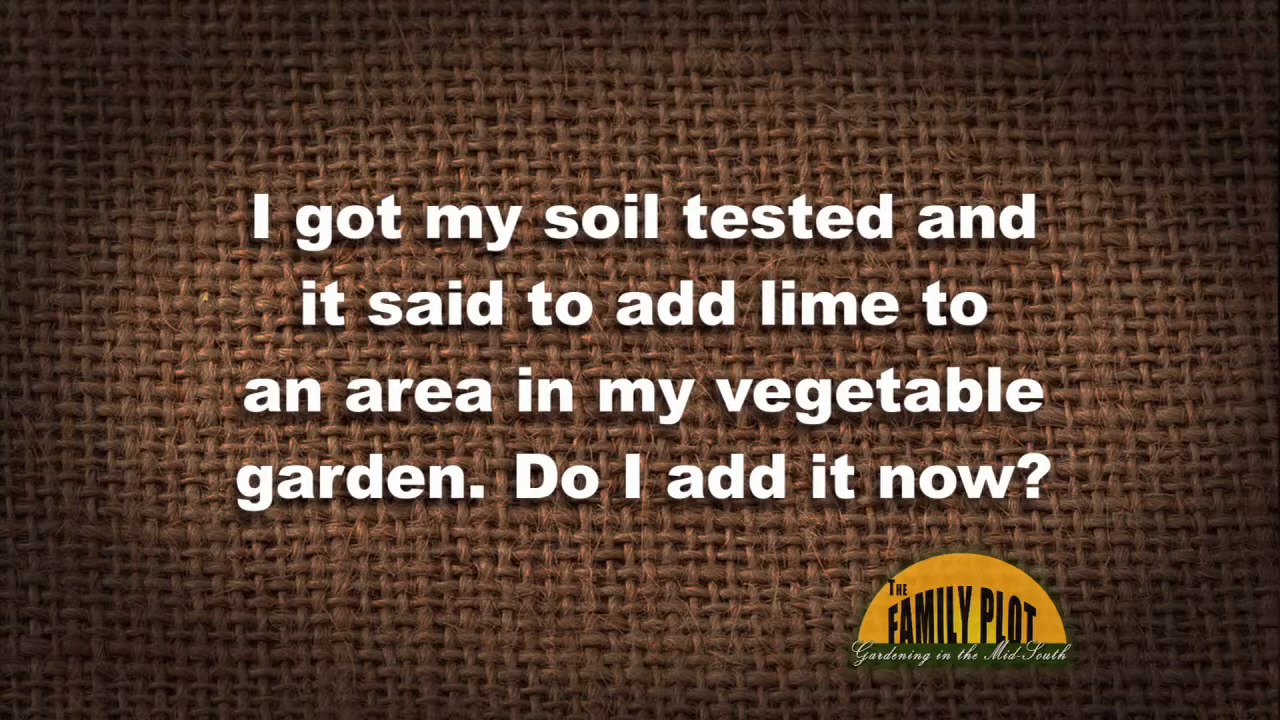 I got my soil tested and
it said to add lime to
an area in my vegetable
garden. Do I add it now?
THE
FAMILY PLOT
Gardening in the Mid-South